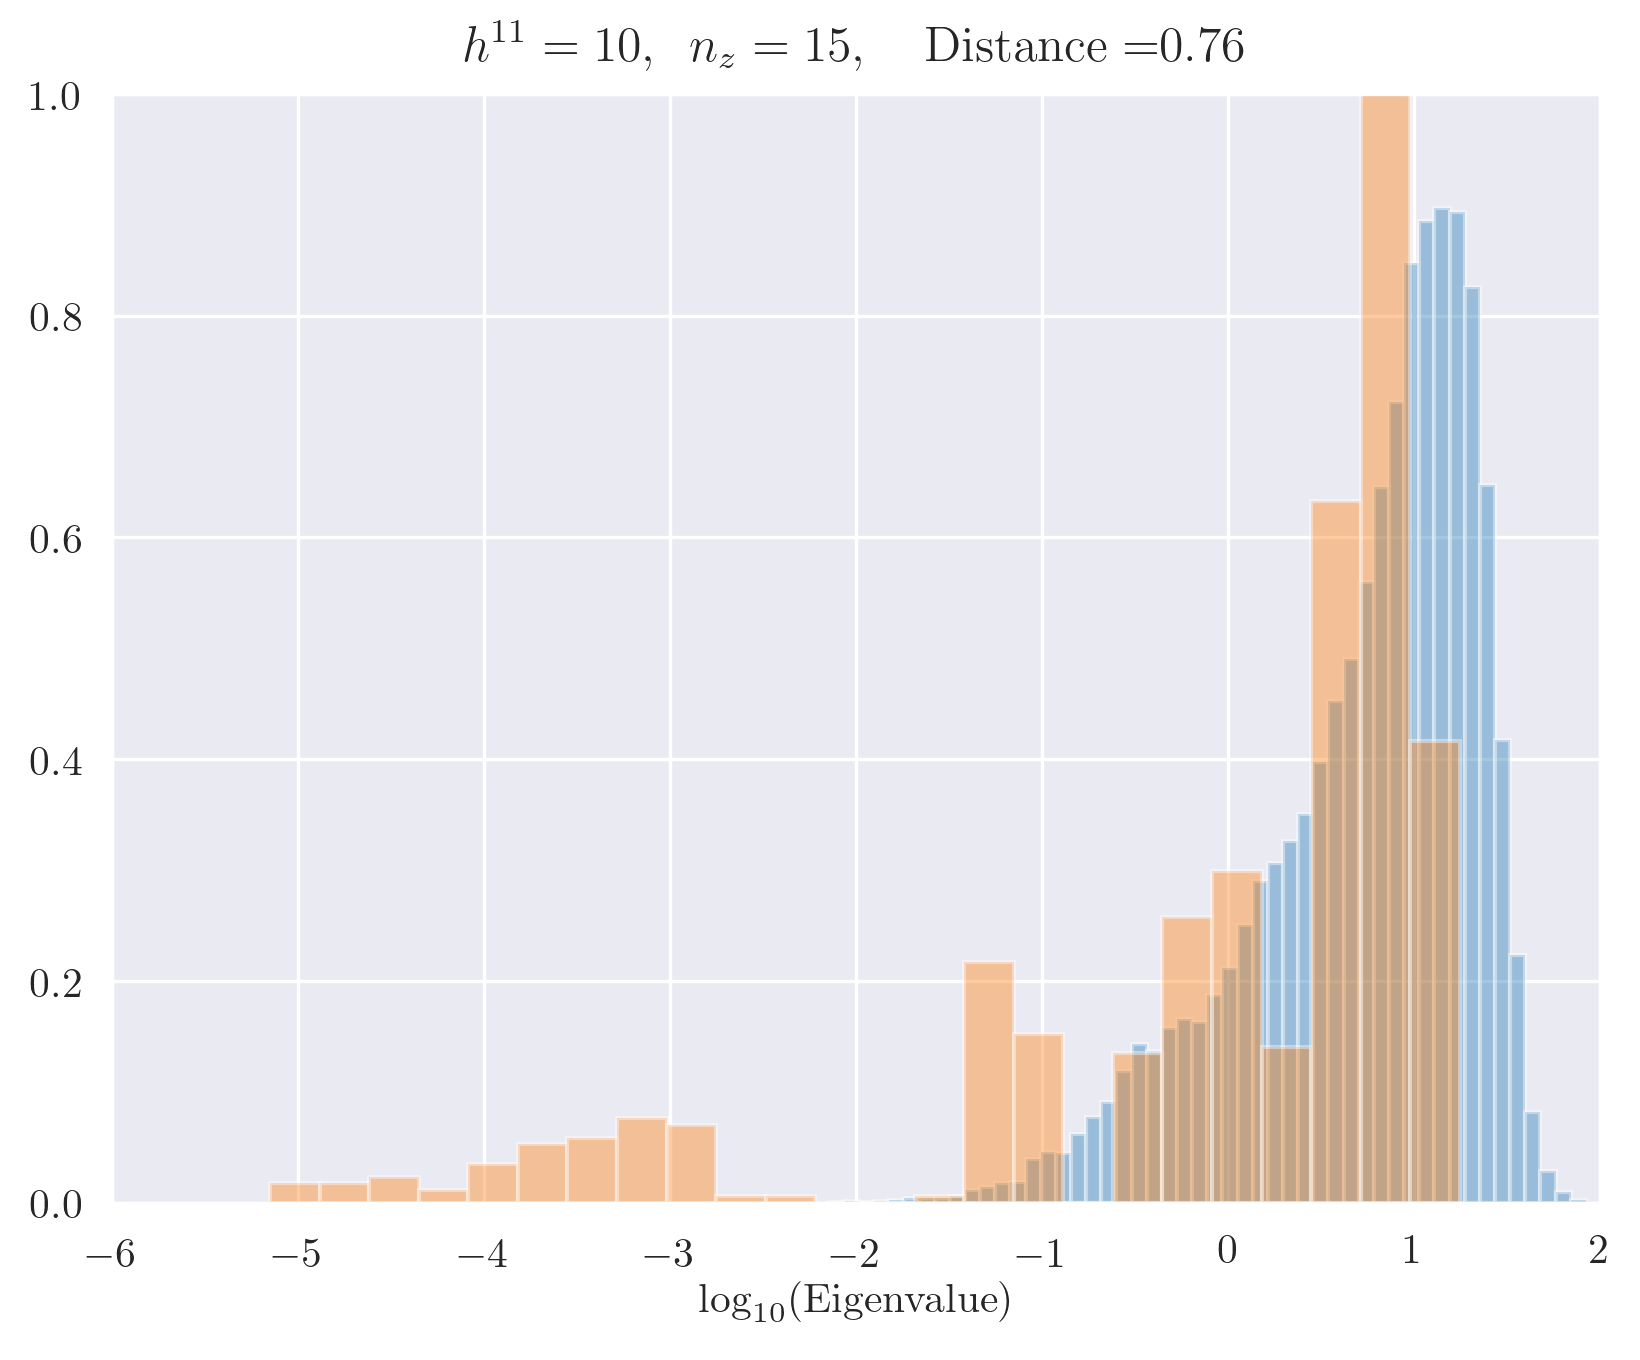 h^{11} = 10, n_z = 15, Distance =0.76
1.0
0.8
0.6
0.4
0.2
0.0
−6 −5 −4 −3 −2 −1 0 1 2
log_{10}(Eigenvalue)